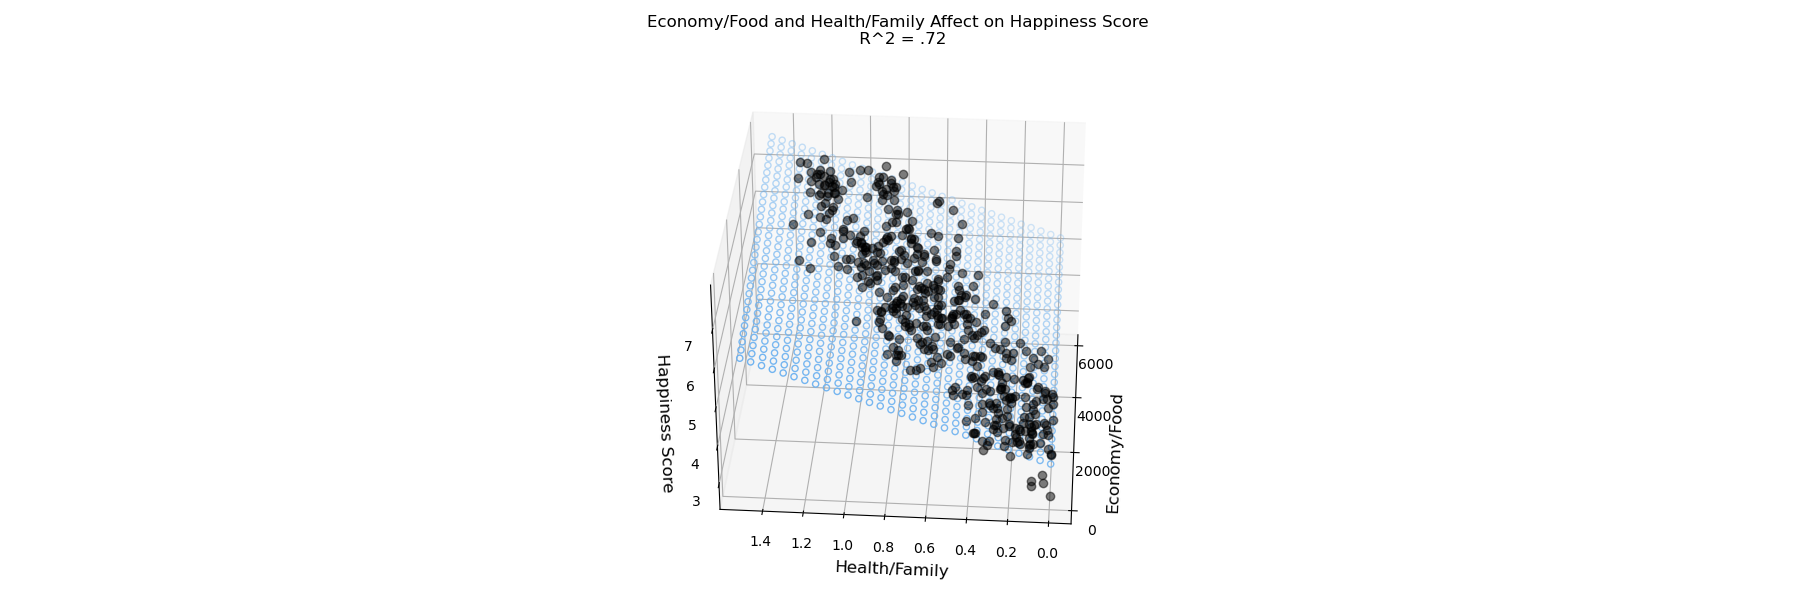 Economy/Food and Health/Family Affect on Happiness Score
R^2 = .72
7
6
5
4
3
Happiness Score
1.4 1.2 1.0 0.8 0.6 0.4 0.2 0.0
Health/Family
6000
4000
2000
0
Economy/Food